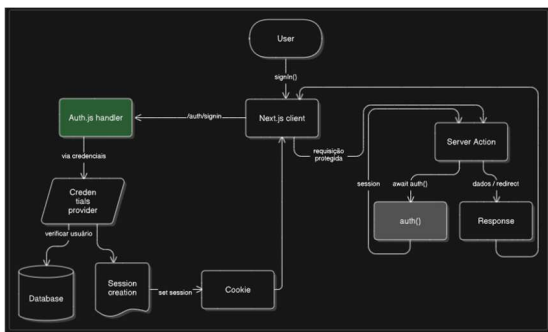 User
signIn()
Auth.js handler
/auth/signin
Next.js client
Server Action
via credenciais
requisição
protegida
session
await auth()
dados / redirect
Creden
tials
provider
auth()
Response
verificar usuário
Database
Session
creation
set session
Cookie